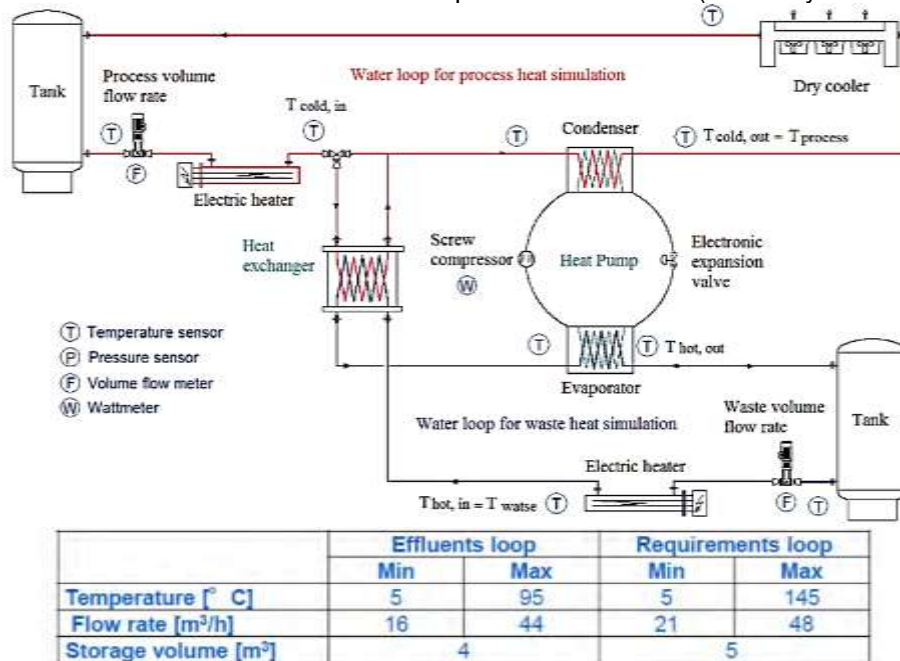 T
Tank
Process volume
flow rate
Water loop for process heat simulation
Dry cooler
T cold, in
T
T
T
Condenser
T
T cold, out = T process
F
Electric heater
Heat
exchanger
Screw
compressor
W
Heat Pump
Electronic
expansion
valve
T Temperature sensor
P Pressure sensor
F Volume flow meter
W Wattmeter
T
T
T hot, out
Evaporator
Waste volume
flow rate
Tank
Water loop for waste heat simulation
Electric heater
T hot, in = T watse
T
F
T
Effluents loop Requirements loop
Min Max Min Max
Temperature [° C] 5 95 5 145
Flow rate [m³/h] 16 44 21 48
Storage volume [m³] 4 5